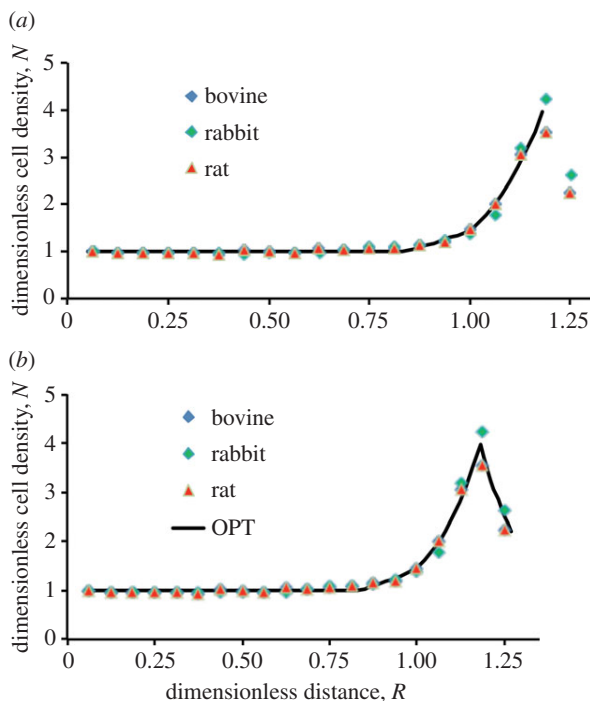 (a)
dimensionless cell density, N
5
4
3
2
1
0
bovine
rabbit
rat
0 0.25 0.50 0.75 1.00 1.25
(b)
dimensionless cell density, N
5
4
3
2
1
0
bovine
rabbit
rat
OPT
0 0.25 0.50 0.75 1.00 1.25
dimensionless distance, R